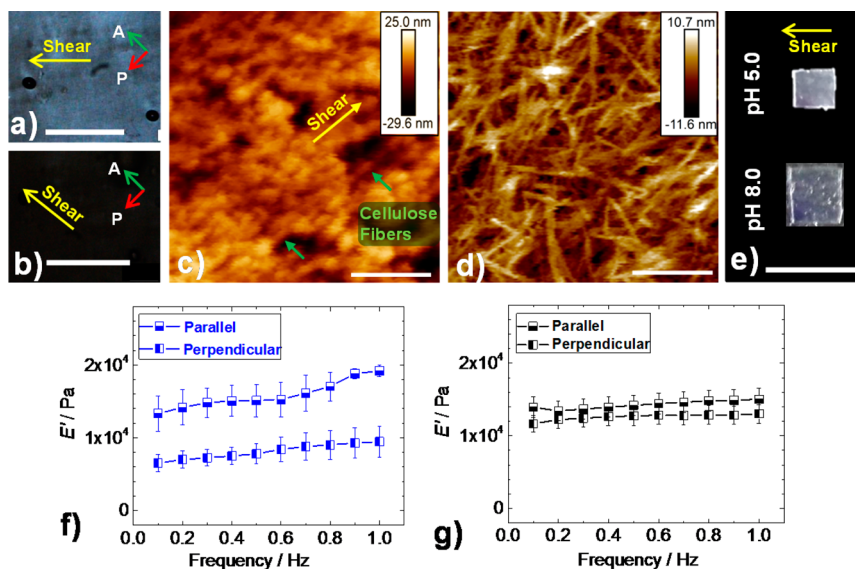 A
Shear
P
a)
A
Shear
P
b)
25.0 nm
-29.6 nm
Shear
Cellulose
Fibers
c)
10.7 nm
-11.6 nm
d)
Shear
pH 5.0
pH 8.0
e)
Parallel
Perpendicular
2x10⁴
1x10⁴
0
E'/ Pa
0.0 0.2 0.4 0.6 0.8 1.0
Frequency / Hz
f)
Parallel
Perpendicular
2x10⁴
1x10⁴
0
E'/ Pa
0.0 0.2 0.4 0.6 0.8 1.0
Frequency / Hz
g)